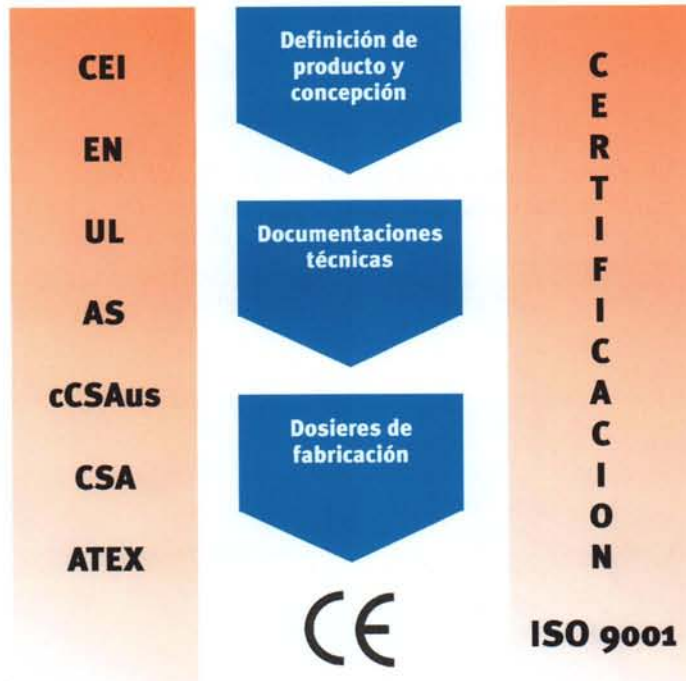 CEI
EN
UL
AS
cCSAus
CSA
ATEX
Definición de
producto y
concepción
Documentaciones
técnicas
Dosieres de
fabricación
CE
C
E
R
T
I
F
I
C
A
C
I
O
N
ISO 9001